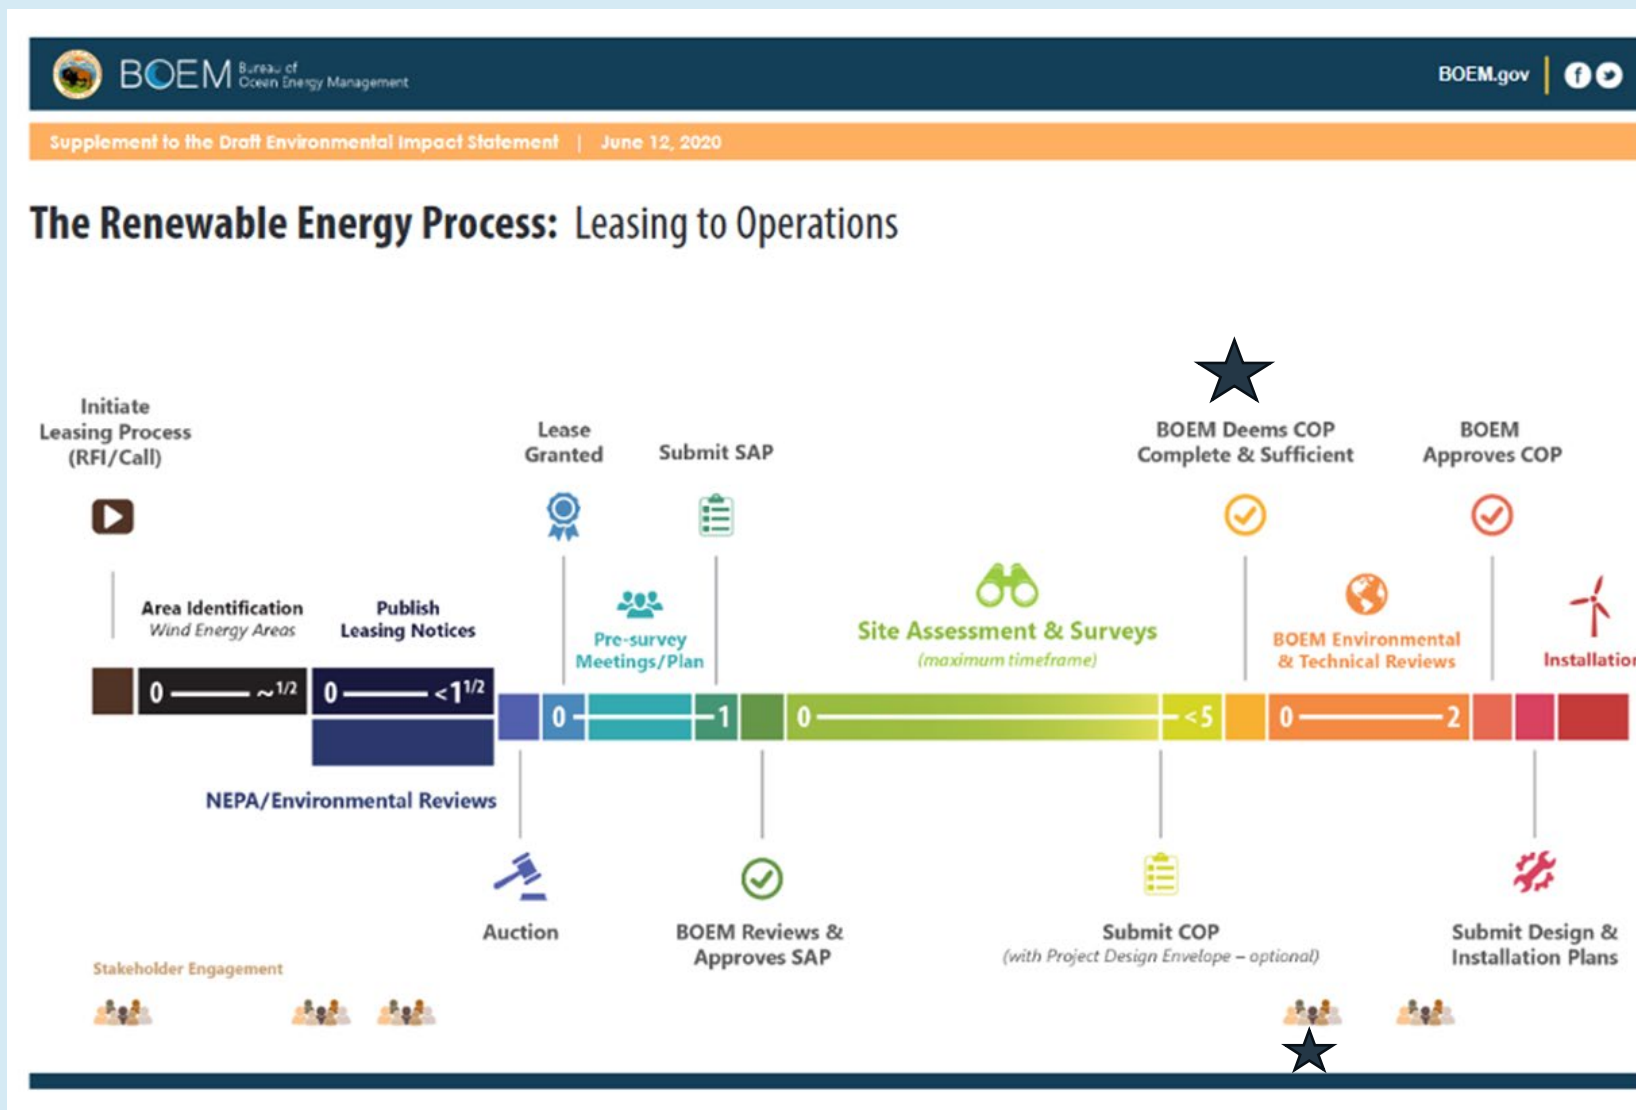 BOEM Bureau of
Ocean Energy Management
BOEM.gov
Supplement to the Draft Environmental Impact Statement | June 12, 2020
The Renewable Energy Process: Leasing to Operations
Initiate
Leasing Process
(RFI/Call)
Lease
Granted
Submit SAP
BOEM Deems COP
Complete & Sufficient
BOEM
Approves COP
Area Identification
Wind Energy Areas
Publish
Leasing Notices
Pre-survey
Meetings/Plan
Site Assessment & Surveys
(maximum timeframe)
BOEM Environmental
& Technical Reviews
Installation
0 ~1/2
0 <1 1/2
0 1
0 <5
0 2
NEPA/Environmental Reviews
Auction
BOEM Reviews &
Approves SAP
Submit COP
(with Project Design Envelope – optional)
Submit Design &
Installation Plans
Stakeholder Engagement